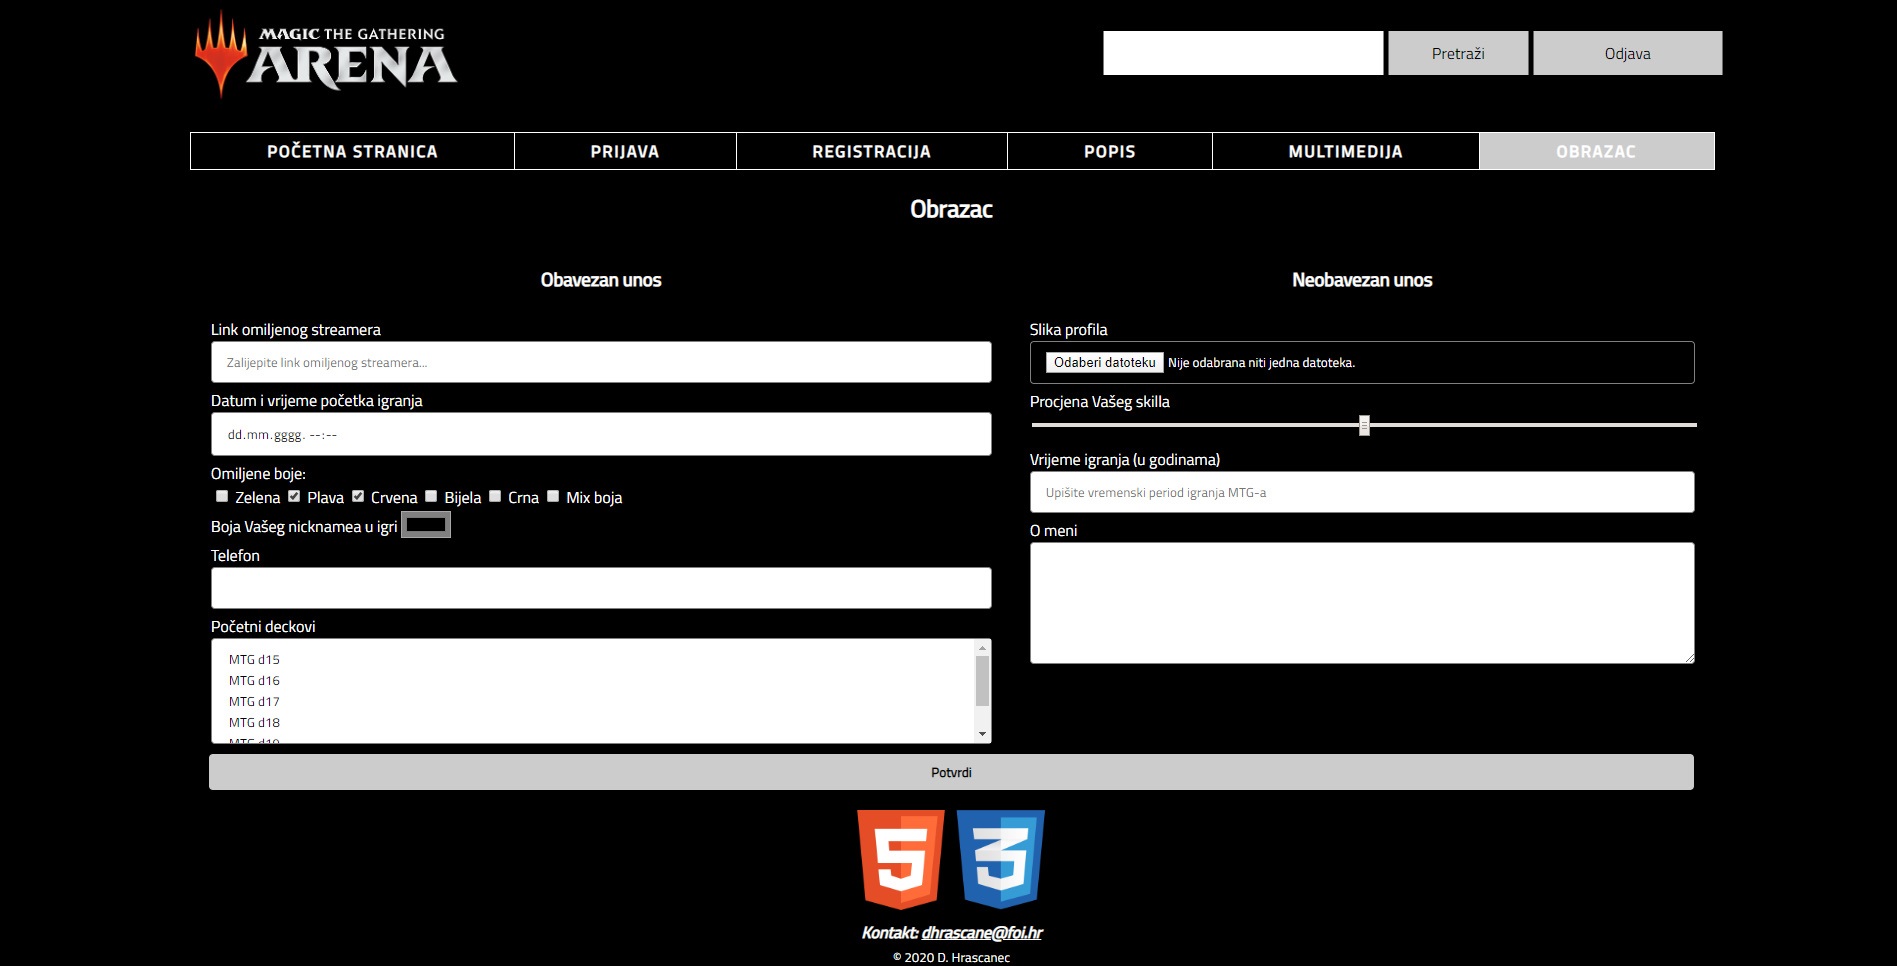 MAGIC THE GATHERING
ARENA
Pretraži
Odjava
POČETNA STRANICA
PRIJAVA
REGISTRACIJA
POPIS
MULTIMEDIJA
OBRAZAC
Obrazac
Obavezan unos
Link omiljenog streamera
Zalijepite link omiljenog streamera...
Datum i vrijeme početka igranja
dd.mm.gggg. --:--
Omiljene boje:
Zelena Plava Crvena Bijela Crna Mix boja
Boja Vašeg nicknamea u igri
Telefon
Početni deckovi
MTG d15
MTG d16
MTG d17
MTG d18
MTG d19
Neobavezan unos
Slika profila
Odaberi datoteku Nije odabrana niti jedna datoteka.
Procjena Vašeg skilla
Vrijeme igranja (u godinama)
Upišite vremenski period igranja MTG-a
O meni
Potvrdi
5
3
Kontakt: dhrascane@foi.hr
© 2020 D. Hrascanec